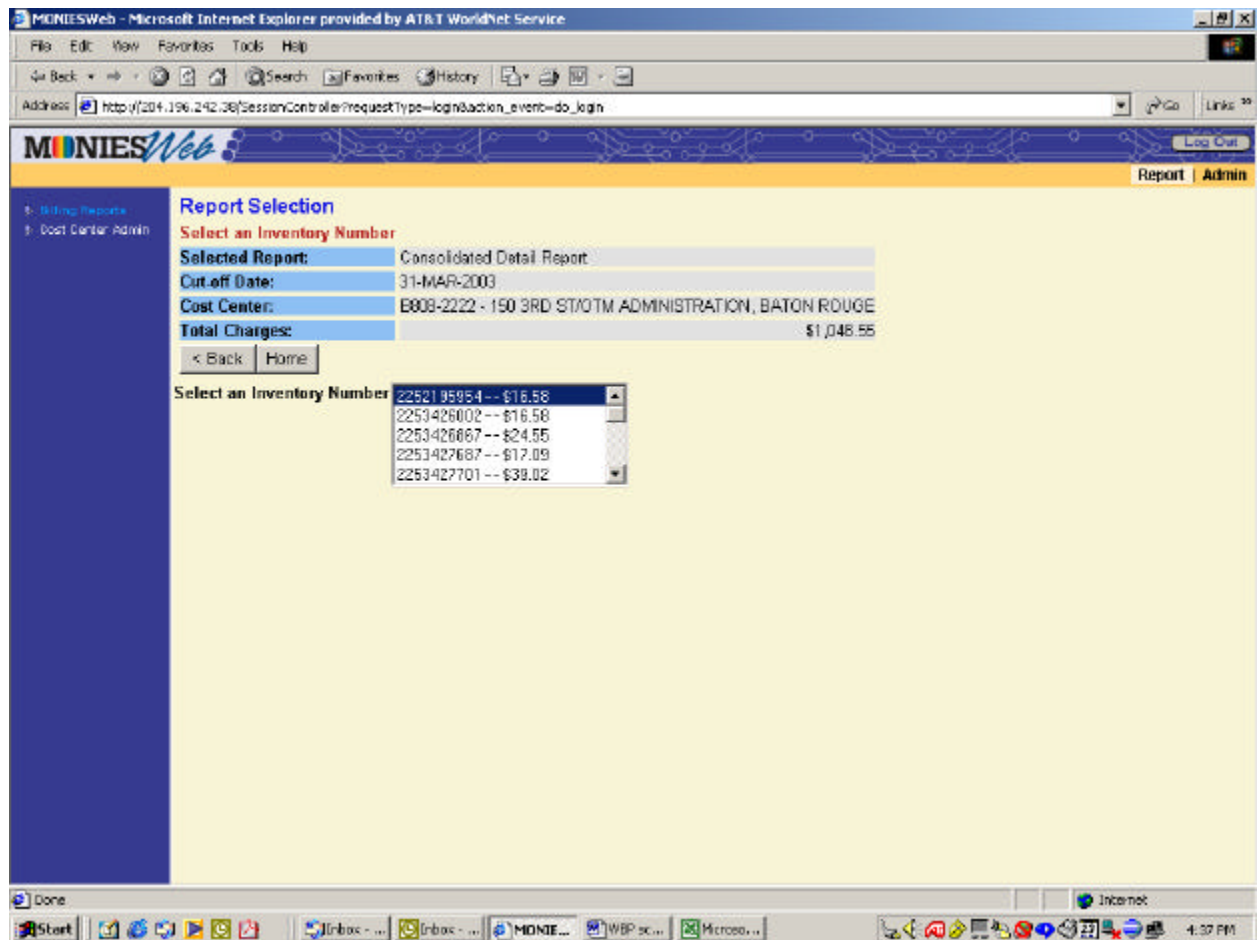 MONIESWeb - Microsoft Internet Explorer provided by AT&T WorldNet Service
File Edit View Favorites Tools Help
Back Search Favorites History
Address http://204.196.242.38/SessionController?requestType=login&action_event=do_login Go Links »
MONIESWeb Log Out
Report | Admin
Billing Reports
Cost Center Admin
Report Selection
Select an Inventory Number
Selected Report: Consolidated Detail Report
Cut-off Date: 31-MAR-2003
Cost Center: B808-2222 - 150 3RD ST/OTM ADMINISTRATION, BATON ROUGE
Total Charges: $1,048.55
< Back Home
Select an Inventory Number
2252195954 -- $16.58
2253426002 -- $16.58
-- $24.55
2253427687 -- $17.09
2253427701 --
Done Internet
Start Inbox - ... Inbox - ... MONIE... WBP sc... Microso... 4:37 PM